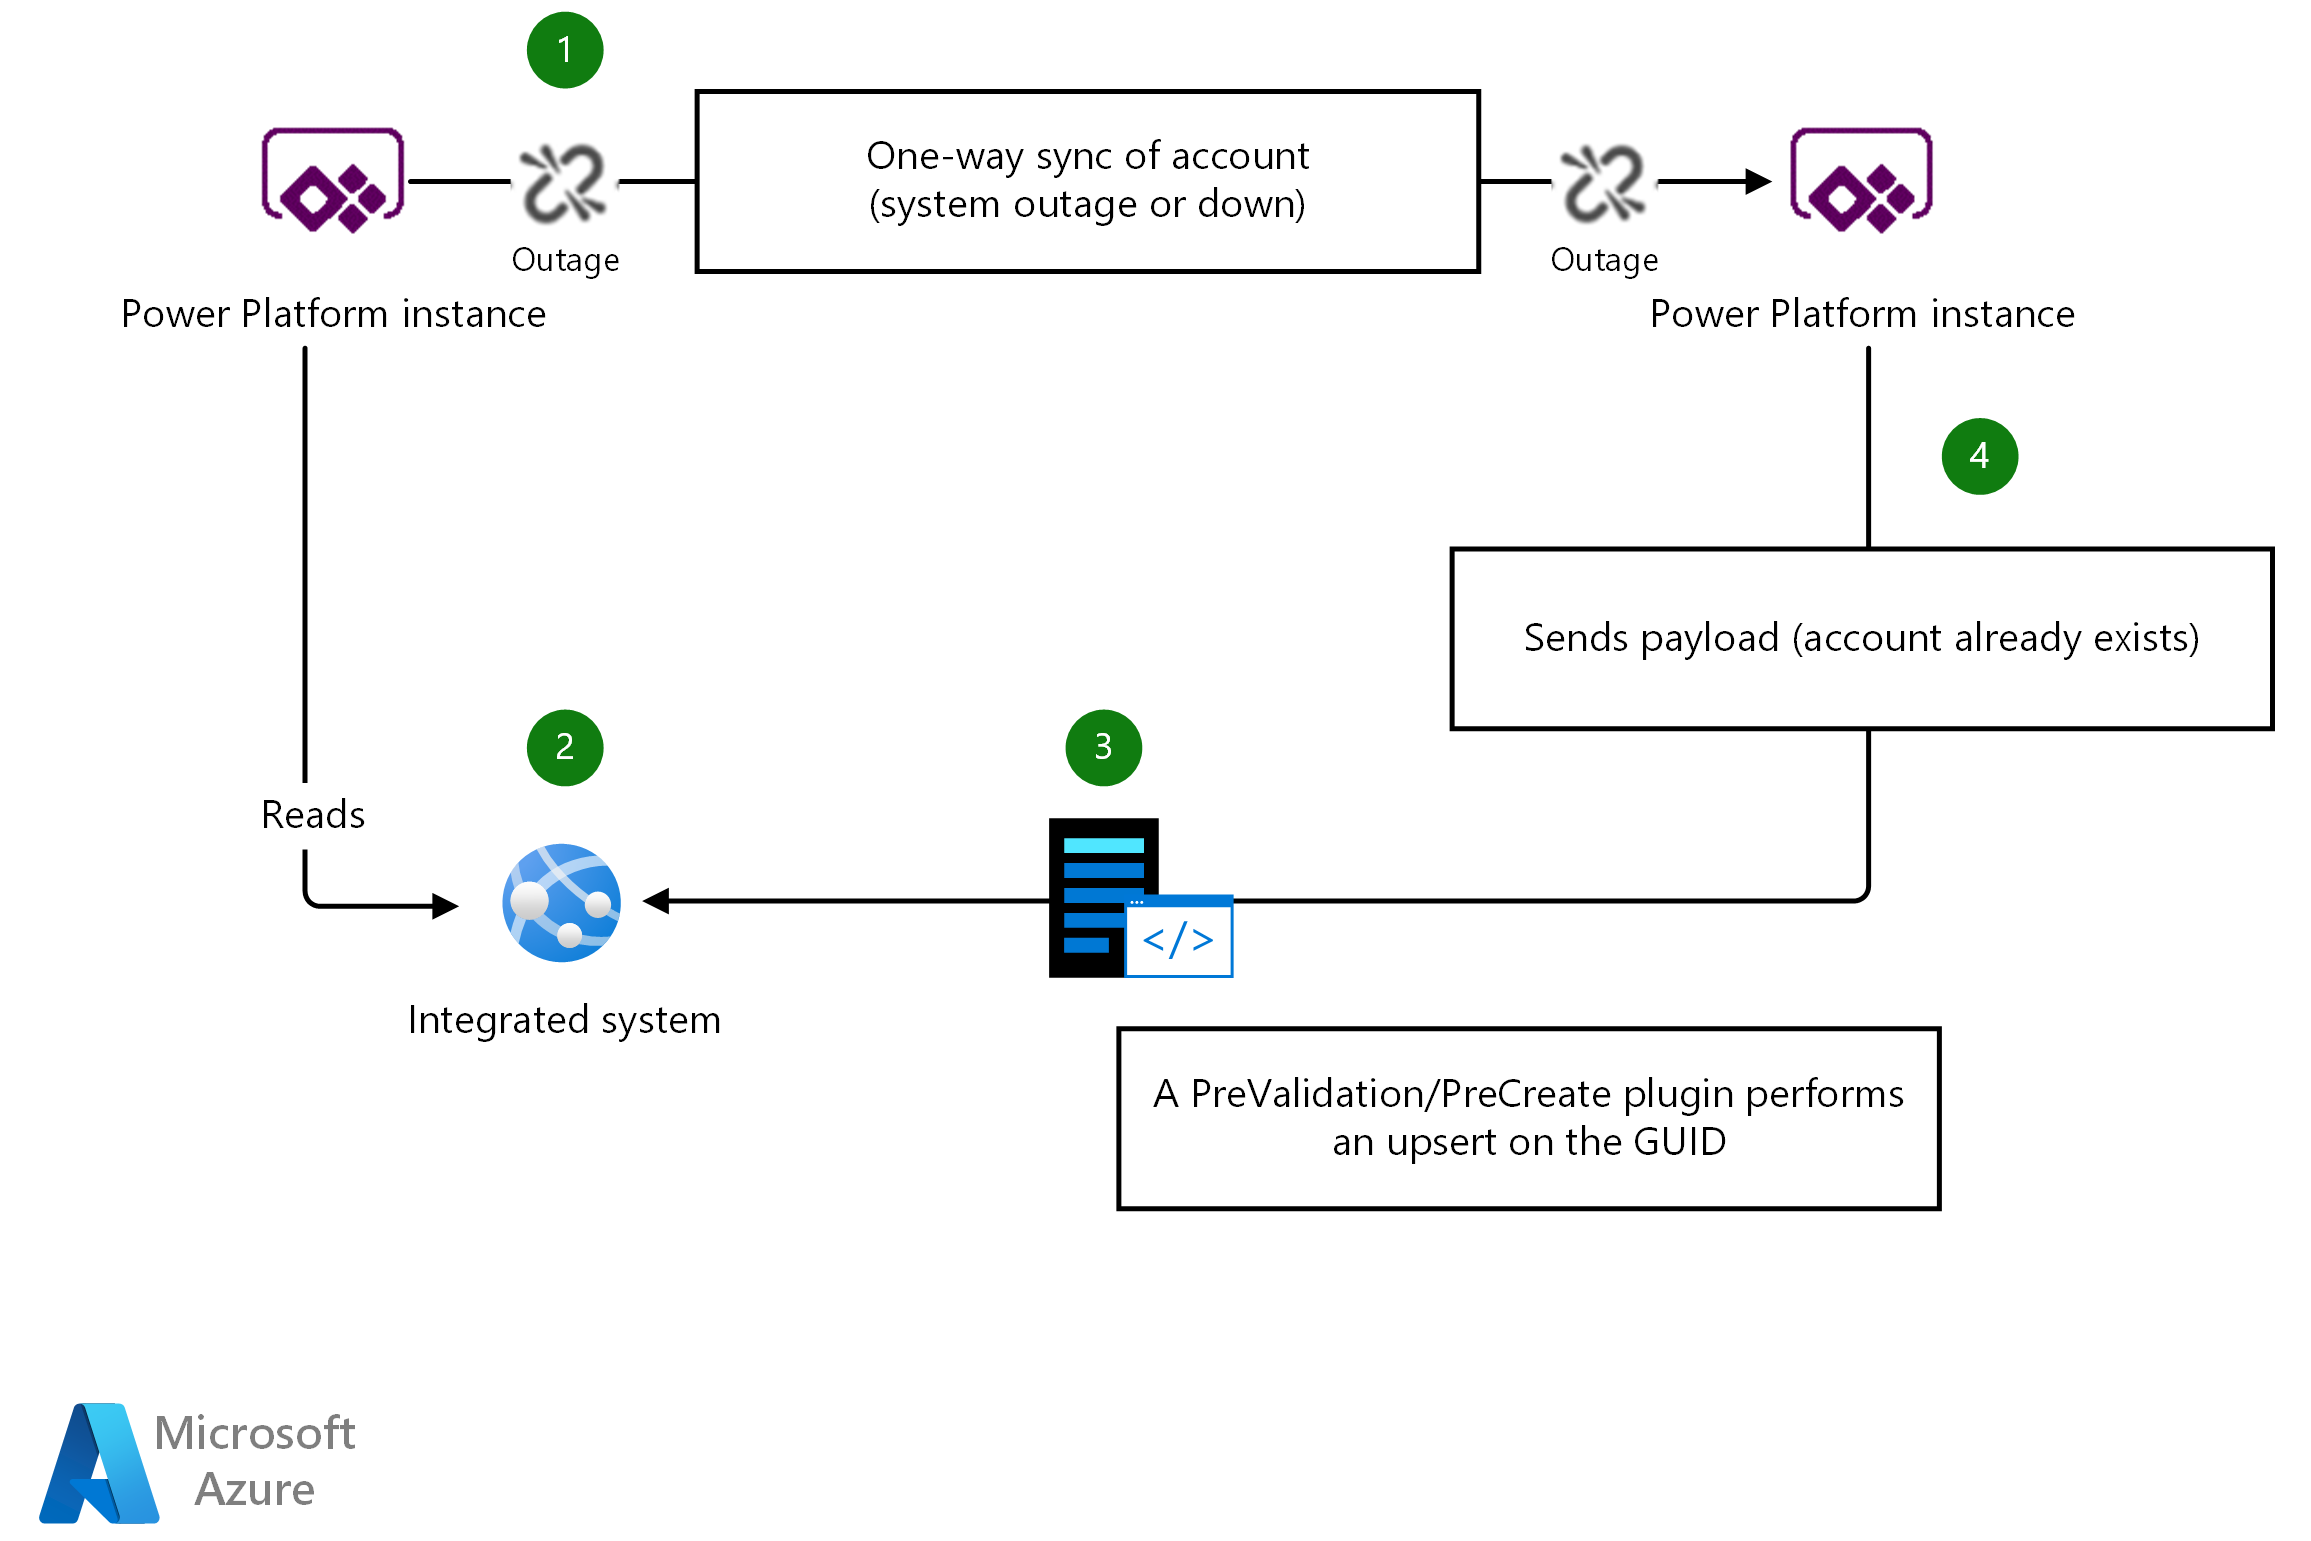 1
One-way sync of account
(system outage or down)
Outage
Outage
Power Platform instance
Power Platform instance
4
Sends payload (account already exists)
2
3
Reads
</>
Integrated system
A PreValidation/PreCreate plugin performs
an upsert on the GUID
Microsoft
Azure